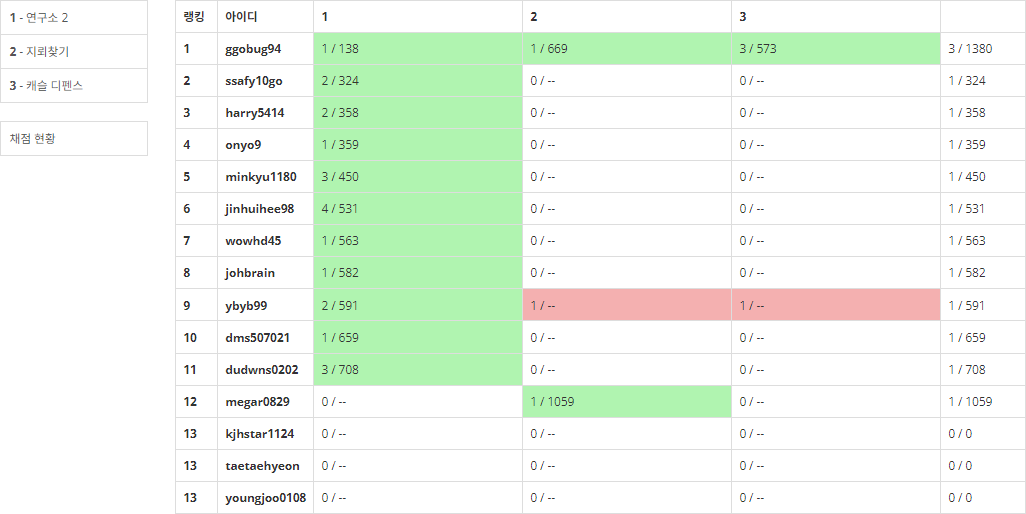 1 - 연구소 2
2 - 지뢰찾기
3 - 캐슬 디펜스
채점 현황
랭킹 아이디 1 2 3
1 ggobug94 1 / 138 1 / 669 3 / 573 3 / 1380
2 ssafy10go 2 / 324 0 / -- 0 / -- 1 / 324
3 harry5414 2 / 358 0 / -- 0 / -- 1 / 358
4 onyo9 1 / 359 0 / -- 0 / -- 1 / 359
5 minkyu1180 3 / 450 0 / -- 0 / -- 1 / 450
6 jinhuihee98 4 / 531 0 / -- 0 / -- 1 / 531
7 wowhd45 1 / 563 0 / -- 0 / -- 1 / 563
8 johbrain 1 / 582 0 / -- 0 / -- 1 / 582
9 ybyb99 2 / 591 1 / -- 1 / -- 1 / 591
10 dms507021 1 / 659 0 / -- 0 / -- 1 / 659
11 dudwns0202 3 / 708 0 / -- 0 / -- 1 / 708
12 megar0829 0 / -- 1 / 1059 0 / -- 1 / 1059
13 kjhstar1124 0 / -- 0 / -- 0 / -- 0 / 0
13 taetaehyeon 0 / -- 0 / -- 0 / -- 0 / 0
13 youngjoo0108 0 / -- 0 / -- 0 / -- 0 / 0